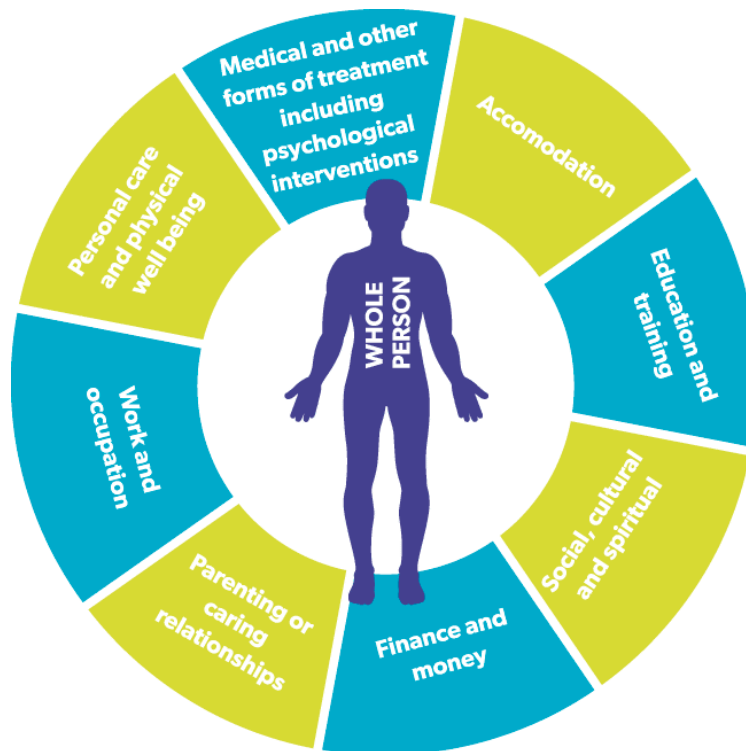 Medical and other
forms of treatment
including
psychological
interventions
Accomodation
Education and
training
Social, cultural
and spiritual
Finance and
money
Parenting or
caring
relationships
Work and
occupation
Personal care
and physical
well being
WHOLE
PERSON